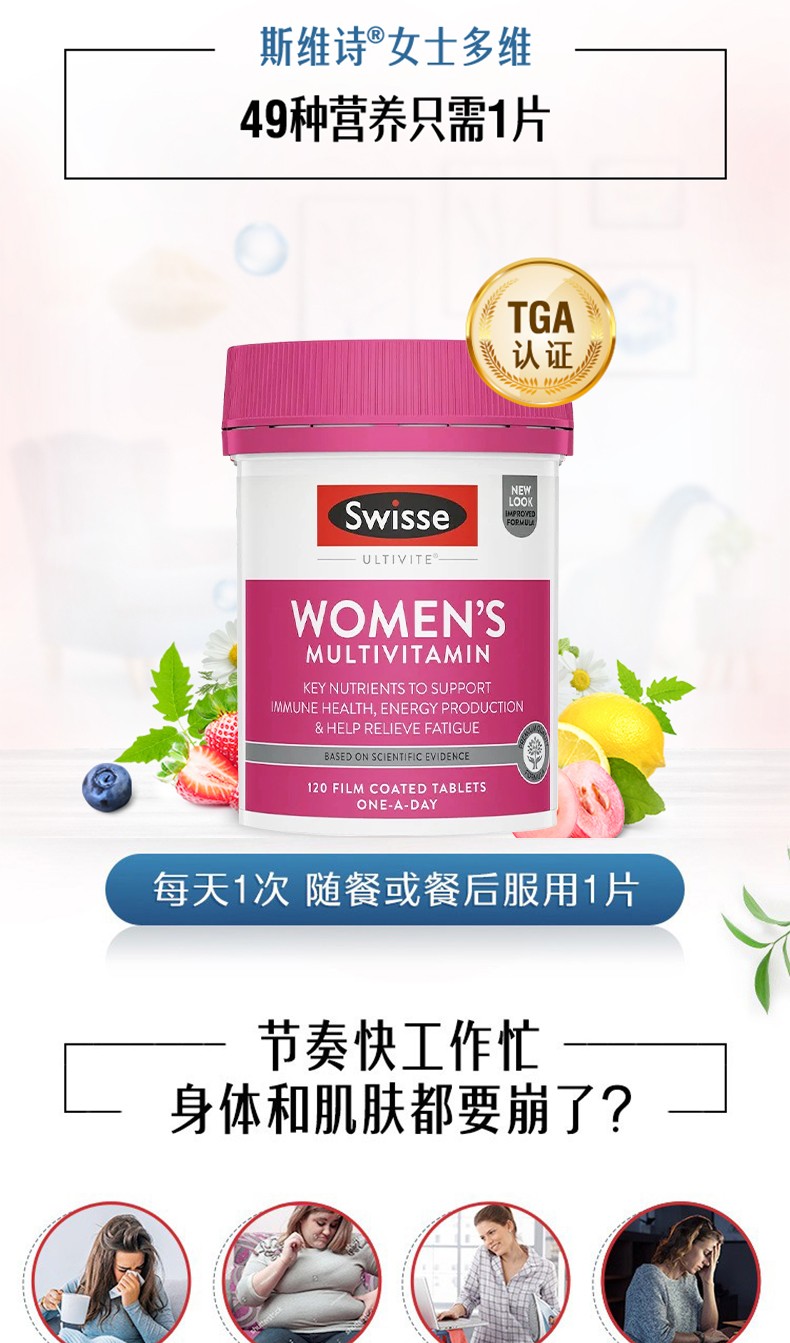 斯维诗®女士多维
49种营养只需1片
TGA
认证
Swisse
NEW
LOOK
IMPROVED
FORMULA
ULTIVITE®
WOMEN'S
MULTIVITAMIN
KEY NUTRIENTS TO SUPPORT
IMMUNE HEALTH, ENERGY PRODUCTION
& HELP RELIEVE FATIGUE
BASED ON SCIENTIFIC EVIDENCE
PREMIUM QUALITY
FORMULA
120 FILM COATED TABLETS
ONE-A-DAY
每天1次 随餐或餐后服用1片
节奏快工作忙
身体和肌肤都要崩了?